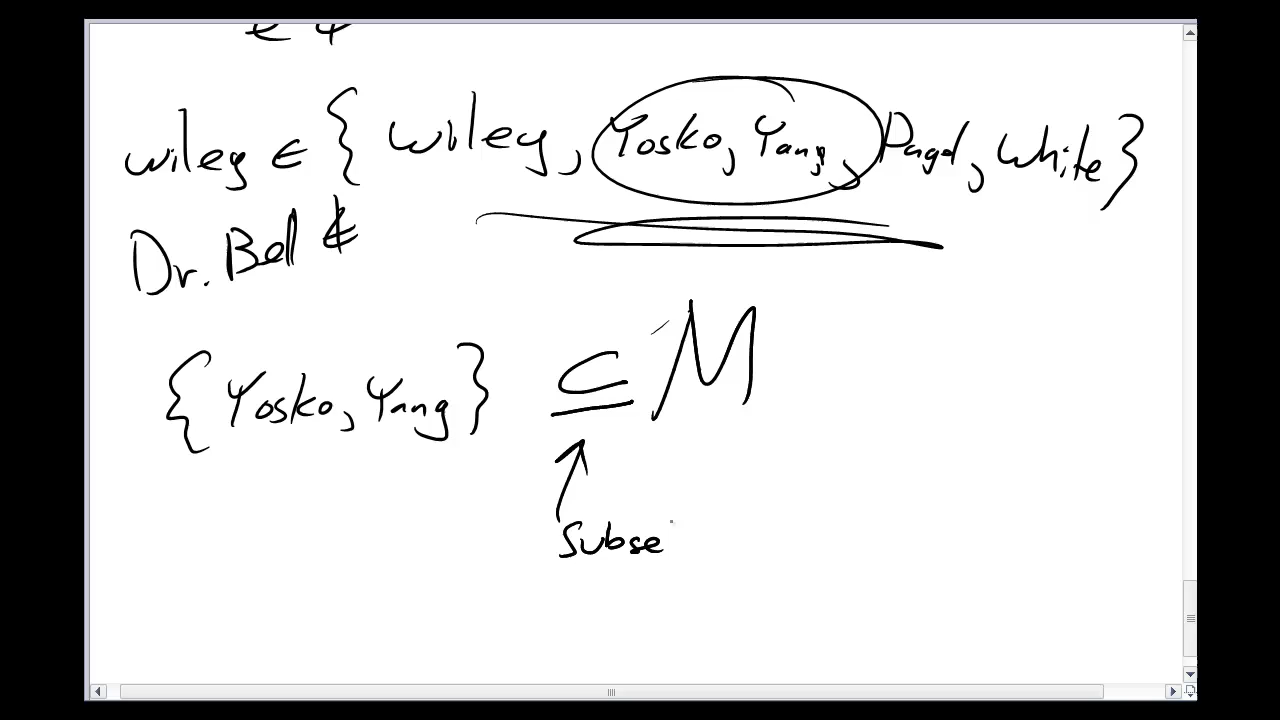 ∈ ∉
wiley ∈ { wiley, Yosko, Yang, Pagel, White }
Dr. Bell ∉
{ Yosko, Yang } ⊆ M
Subse